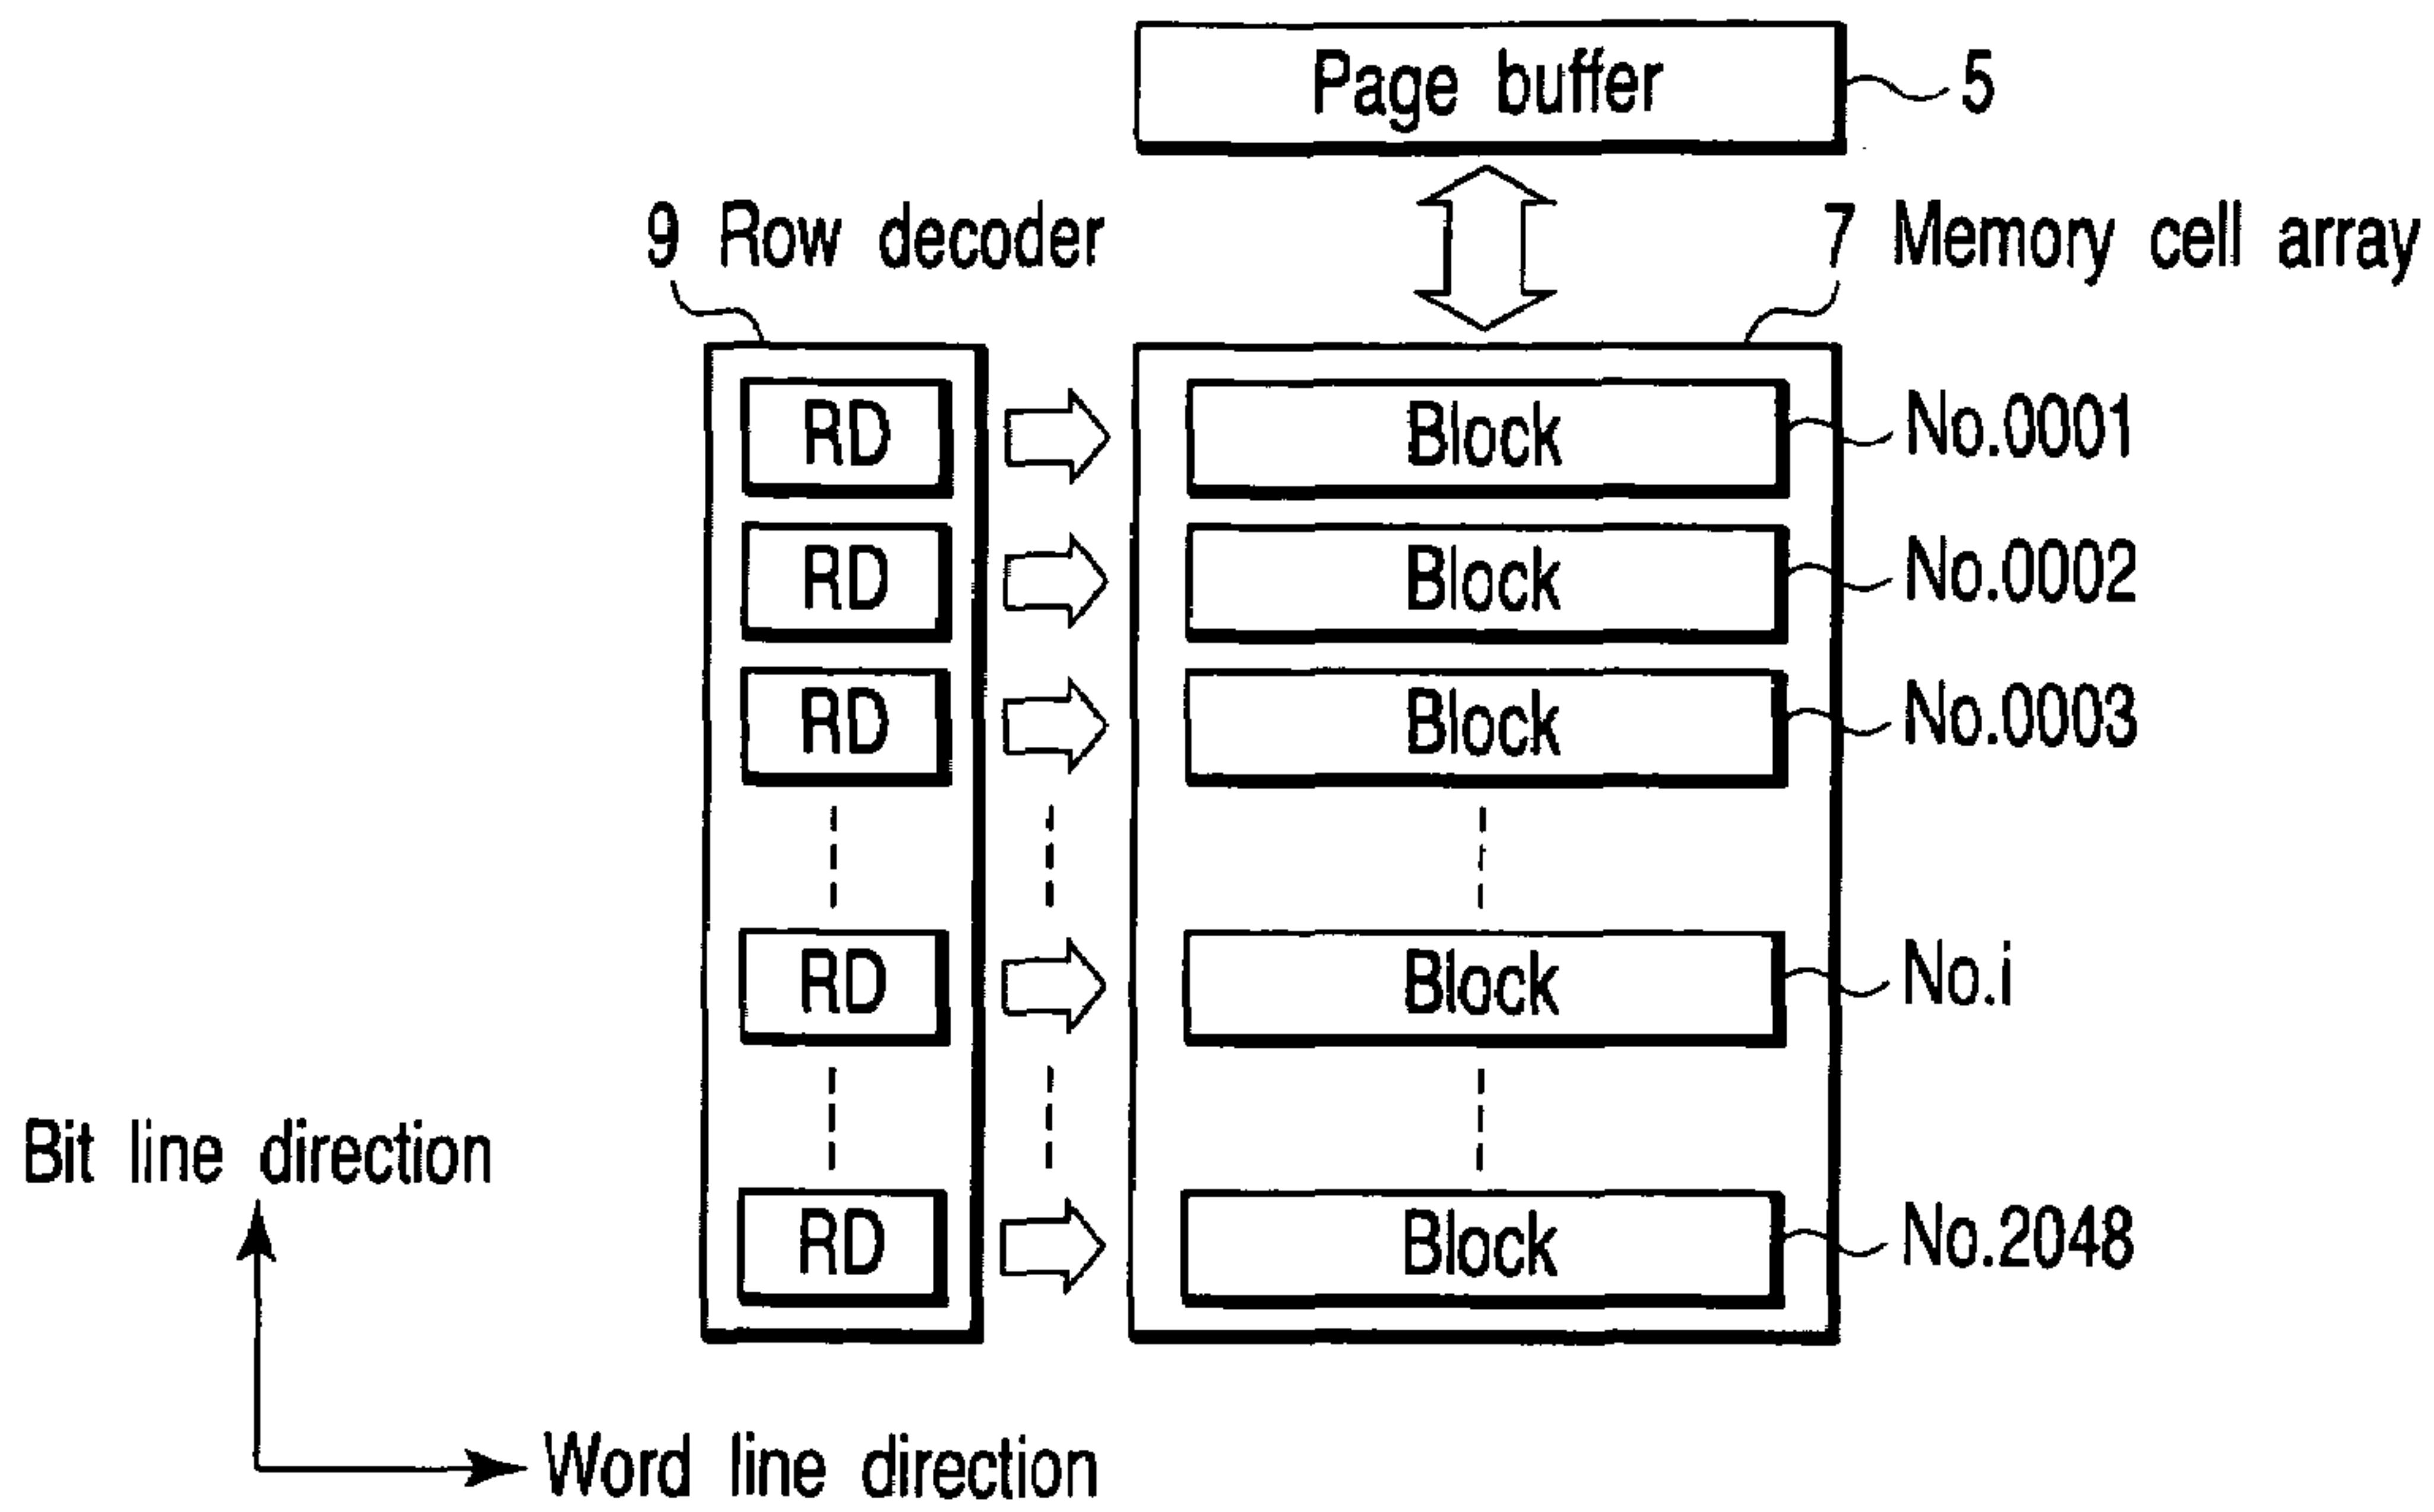 Page buffer
5
9 Row decoder
7 Memory cell array
RD
Block
No.0001
RD
Block
No.0002
RD
Block
No.0003
RD
Block
No.i
RD
Block
No.2048
Bit line direction
Word line direction